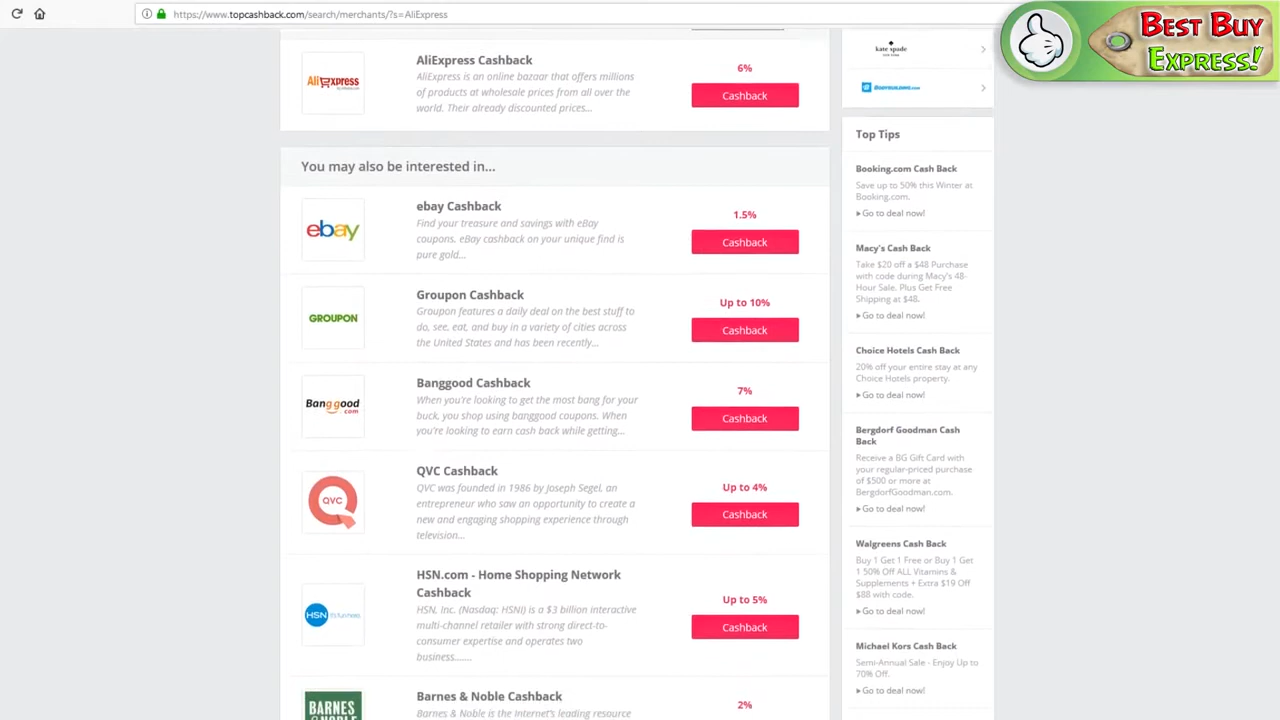 https://www.topcashback.com/search/merchants/?s=AliExpress
BEST BUY
EXPRESS!
AliExpress
AliExpress Cashback
AliExpress is an online bazaar that offers millions
of products at wholesale prices from all over the
world. Their already discounted prices...
6%
Cashback
You may also be interested in...
ebay
ebay Cashback
Find your treasure and savings with eBay
coupons. eBay cashback on your unique find is
pure gold...
1.5%
Cashback
GROUPON
Groupon Cashback
Groupon features a daily deal on the best stuff to
do, see, eat, and buy in a variety of cities across
the United States and has been recently...
Up to 10%
Cashback
Banggood
.com
Banggood Cashback
When you're looking to get the most bang for your
buck, you shop using banggood coupons. When
you're looking to earn cash back while getting...
7%
Cashback
QVC
QVC Cashback
QVC was founded in 1986 by Joseph Segel, an
entrepreneur who saw an opportunity to create a
new and engaging shopping experience through
television...
Up to 4%
Cashback
HSN
HSN.com - Home Shopping Network
Cashback
HSN, Inc. (Nasdaq: HSNI) is a $3 billion interactive
multi-channel retailer with strong direct-to-
consumer expertise and operates two
business.......
Up to 5%
Cashback
BARNES
Barnes & Noble Cashback
Barnes & Noble is the Internet's leading resource
2%
kate spade
Top Tips
Booking.com Cash Back
Save up to 50% this Winter at
Booking.com.
▸Go to deal now!
Macy's Cash Back
Take $20 off a $48 Purchase
with code during Macy's 48-
Hour Sale. Plus Get Free
Shipping at $48.
▸Go to deal now!
Choice Hotels Cash Back
20% off your entire stay at any
Choice Hotels property.
▸Go to deal now!
Bergdorf Goodman Cash
Back
Receive a BG Gift Card with
your regular-priced purchase
of $500 or more at
BergdorfGoodman.com.
▸Go to deal now!
Walgreens Cash Back
Buy 1 Get 1 Free or Buy 1 Get
1 50% Off ALL Vitamins &
Supplements + Extra $19 Off
$88 with code.
▸Go to deal now!
Michael Kors Cash Back
Semi-Annual Sale - Enjoy Up to
70% Off.
▸Go to deal now!